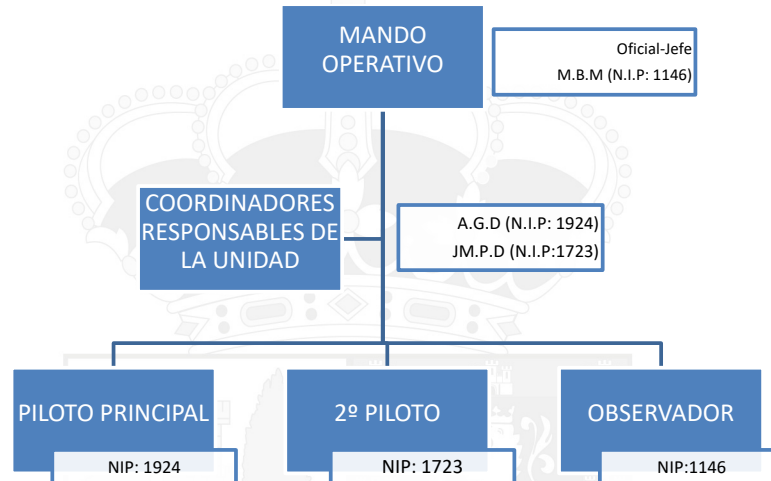 MANDO
OPERATIVO
Oficial-Jefe
M.B.M (N.I.P: 1146)
COORDINADORES
RESPONSABLES DE
LA UNIDAD
A.G.D (N.I.P: 1924)
JM.P.D (N.I.P:1723)
PILOTO PRINCIPAL
NIP: 1924
2º PILOTO
NIP: 1723
OBSERVADOR
NIP:1146